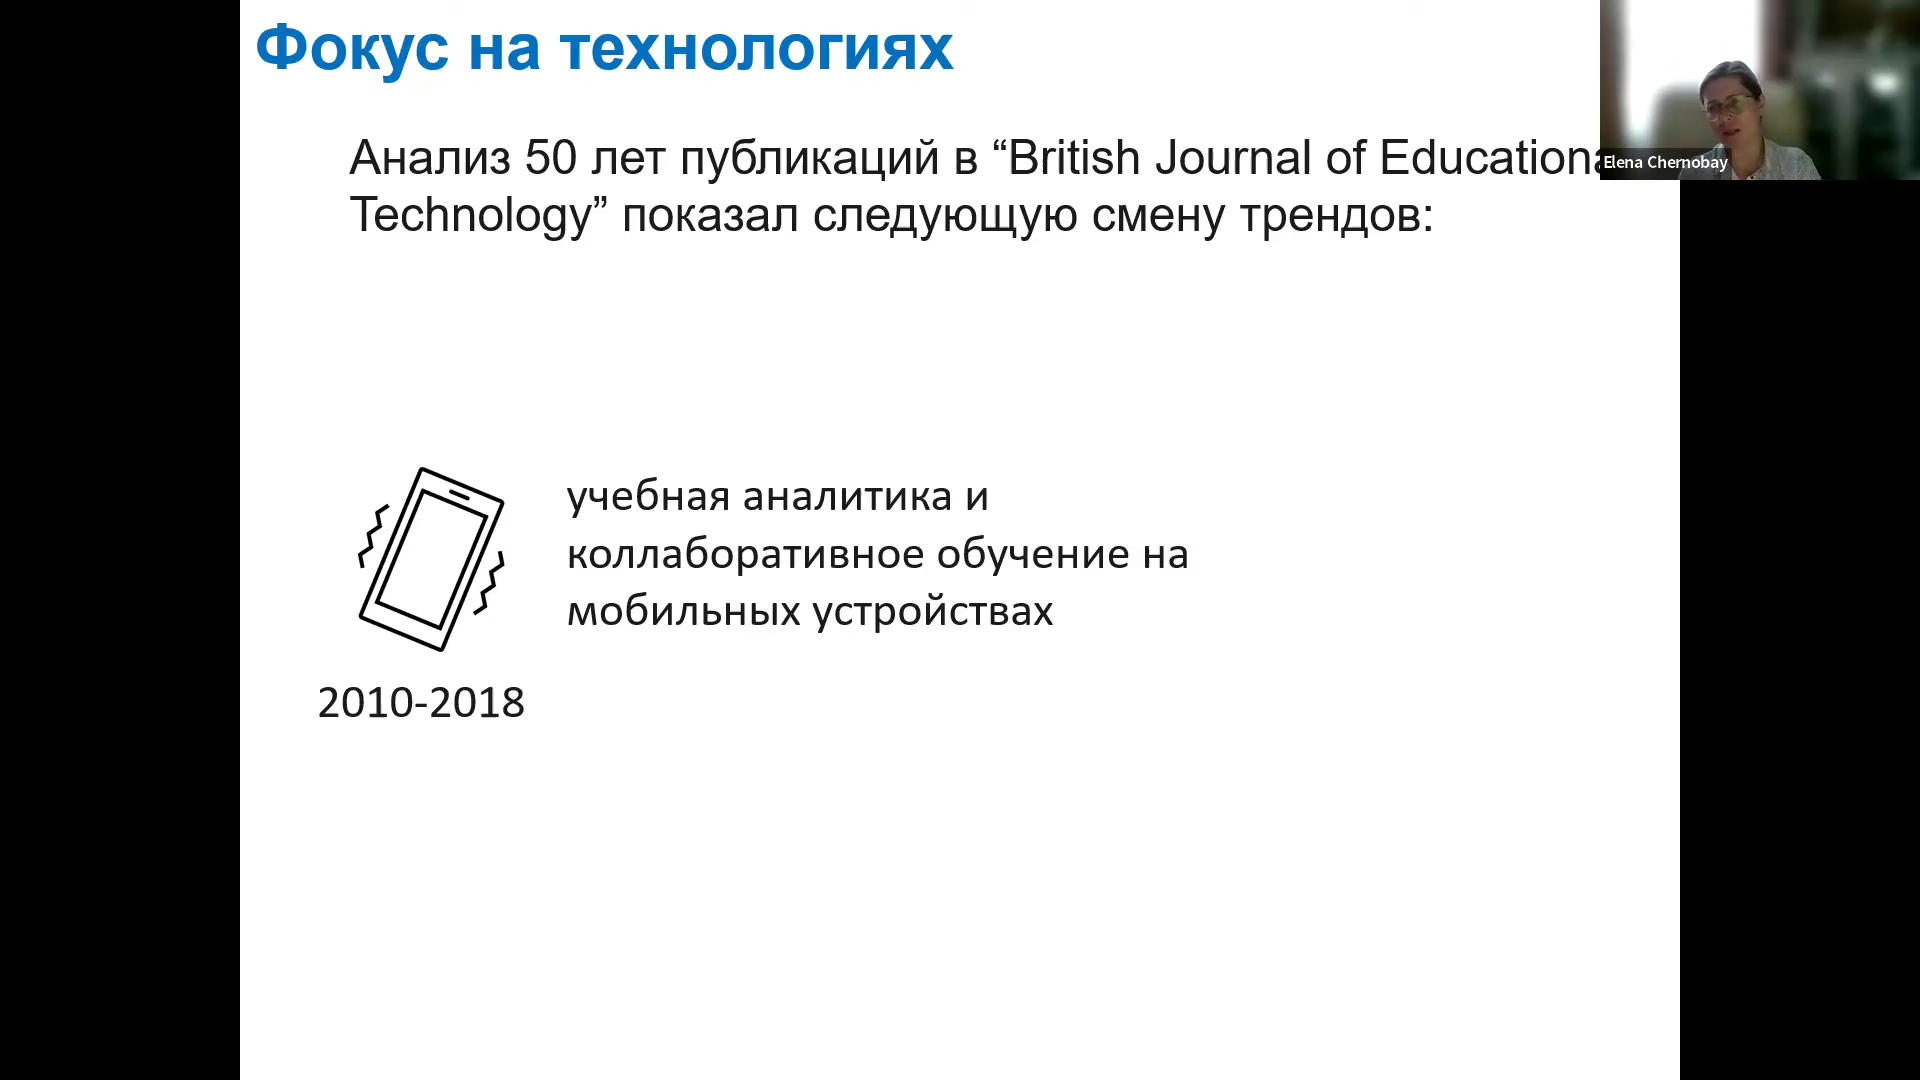 Фокус на технологиях
Анализ 50 лет публикаций в “British Journal of Educationa
Technology” показал следующую смену трендов:
Elena Chernobay
учебная аналитика и
коллаборативное обучение на
мобильных устройствах
2010-2018